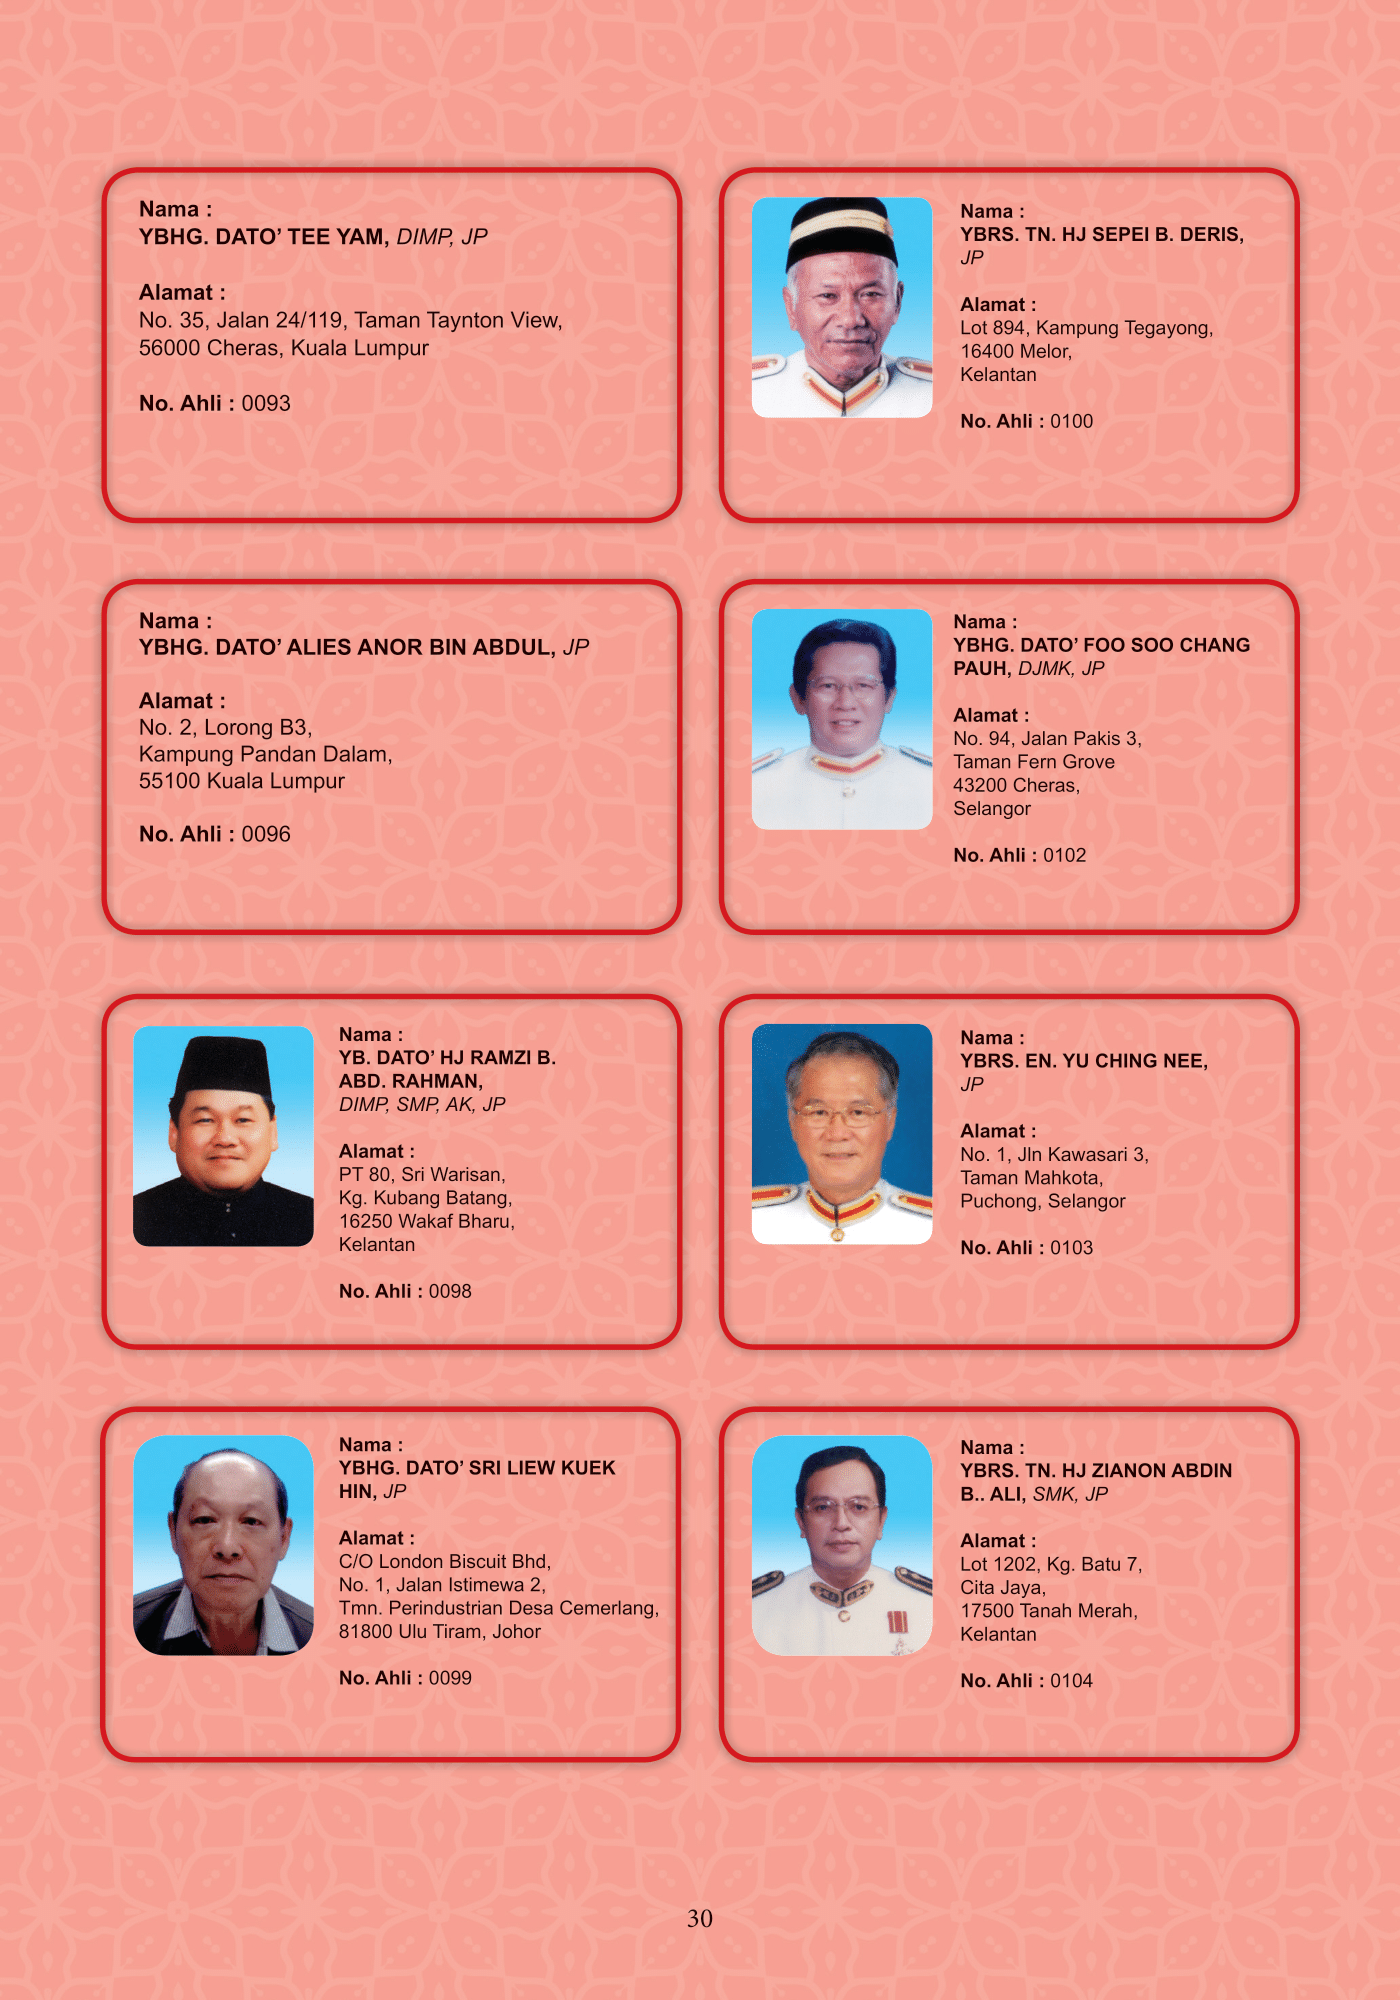 Nama :
YBHG. DATO’ TEE YAM, DIMP, JP
Alamat :
No. 35, Jalan 24/119, Taman Taynton View,
56000 Cheras, Kuala Lumpur
No. Ahli : 0093
Nama :
YBRS. TN. HJ SEPEI B. DERIS,
JP
Alamat :
Lot 894, Kampung Tegayong,
16400 Melor,
Kelantan
No. Ahli : 0100
Nama :
YBHG. DATO’ ALIES ANOR BIN ABDUL, JP
Alamat :
No. 2, Lorong B3,
Kampung Pandan Dalam,
55100 Kuala Lumpur
No. Ahli : 0096
Nama :
YBHG. DATO’ FOO SOO CHANG
PAUH, DJMK, JP
Alamat :
No. 94, Jalan Pakis 3,
Taman Fern Grove
43200 Cheras,
Selangor
No. Ahli : 0102
Nama :
YB. DATO’ HJ RAMZI B.
ABD. RAHMAN,
DIMP, SMP, AK, JP
Alamat :
PT 80, Sri Warisan,
Kg. Kubang Batang,
16250 Wakaf Bharu,
Kelantan
No. Ahli : 0098
Nama :
YBRS. EN. YU CHING NEE,
JP
Alamat :
No. 1, Jln Kawasari 3,
Taman Mahkota,
Puchong, Selangor
No. Ahli : 0103
Nama :
YBHG. DATO’ SRI LIEW KUEK
HIN, JP
Alamat :
C/O London Biscuit Bhd,
No. 1, Jalan Istimewa 2,
Tmn. Perindustrian Desa Cemerlang,
81800 Ulu Tiram, Johor
No. Ahli : 0099
Nama :
YBRS. TN. HJ ZIANON ABDIN
B.. ALI, SMK, JP
Alamat :
Lot 1202, Kg. Batu 7,
Cita Jaya,
17500 Tanah Merah,
Kelantan
No. Ahli : 0104
30